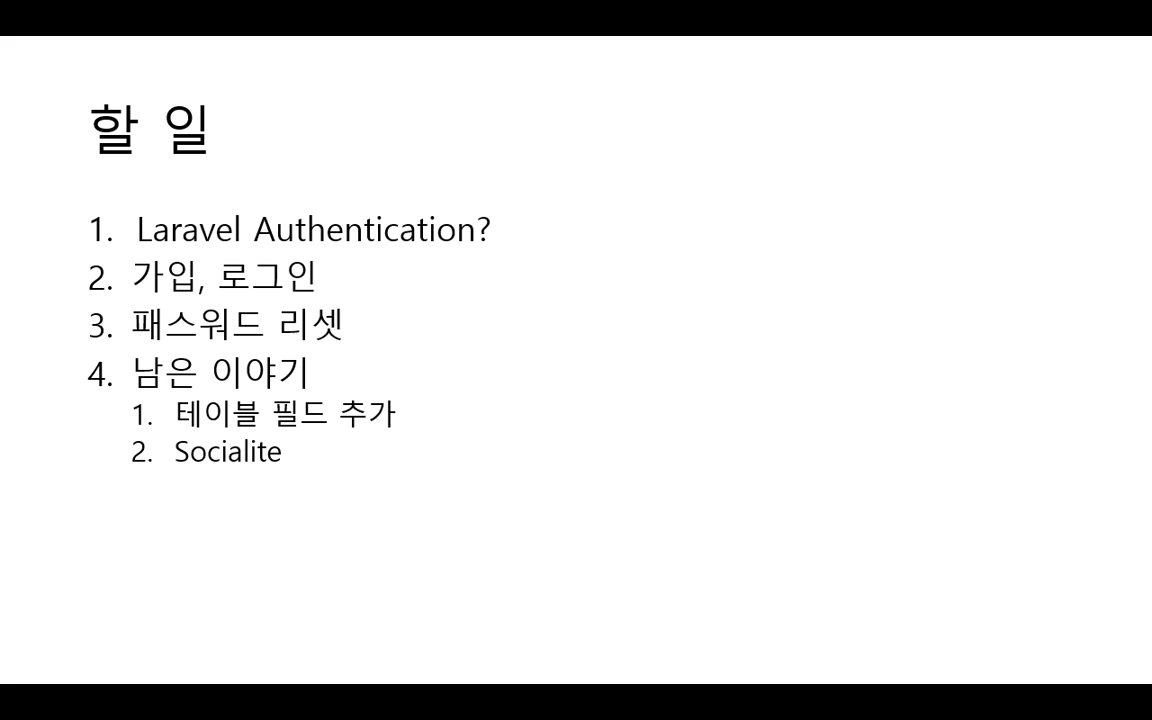 할 일
1. Laravel Authentication?
2. 가입, 로그인
3. 패스워드 리셋
4. 남은 이야기
1. 테이블 필드 추가
2. Socialite